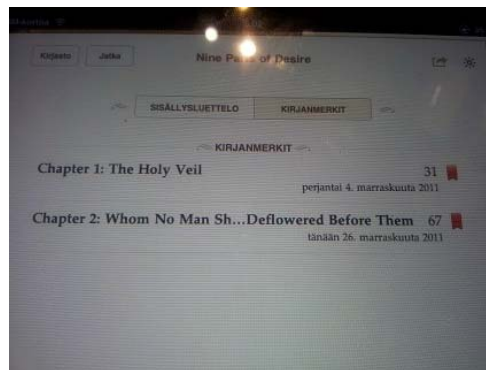 Kirjasto Jatka Nine Parts of Desire
SISÄLLYSLUETTELO KIRJANMERKIT
KIRJANMERKIT
Chapter 1: The Holy Veil 31
perjantai 4. marraskuuta 2011
Chapter 2: Whom No Man Sh...Deflowered Before Them 67
tänään 26. marraskuuta 2011